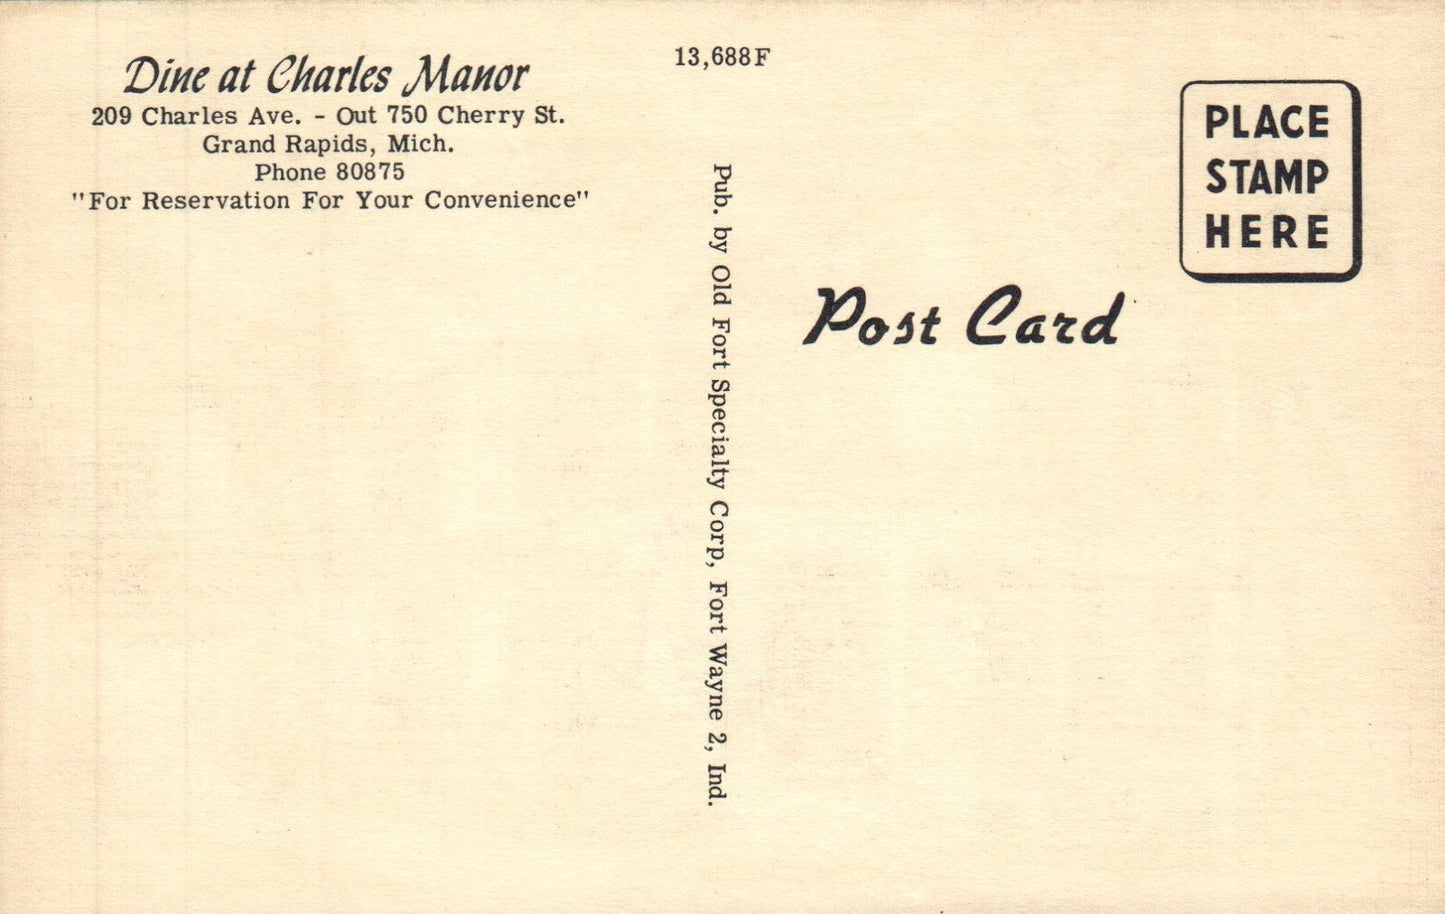 Dine at Charles Manor
209 Charles Ave. - Out 750 Cherry St.
Grand Rapids, Mich.
Phone 80875
"For Reservation For Your Convenience"
13,688F
Pub. by Old Fort Specialty Corp, Fort Wayne 2, Ind.
PLACE
STAMP
HERE
Post Card